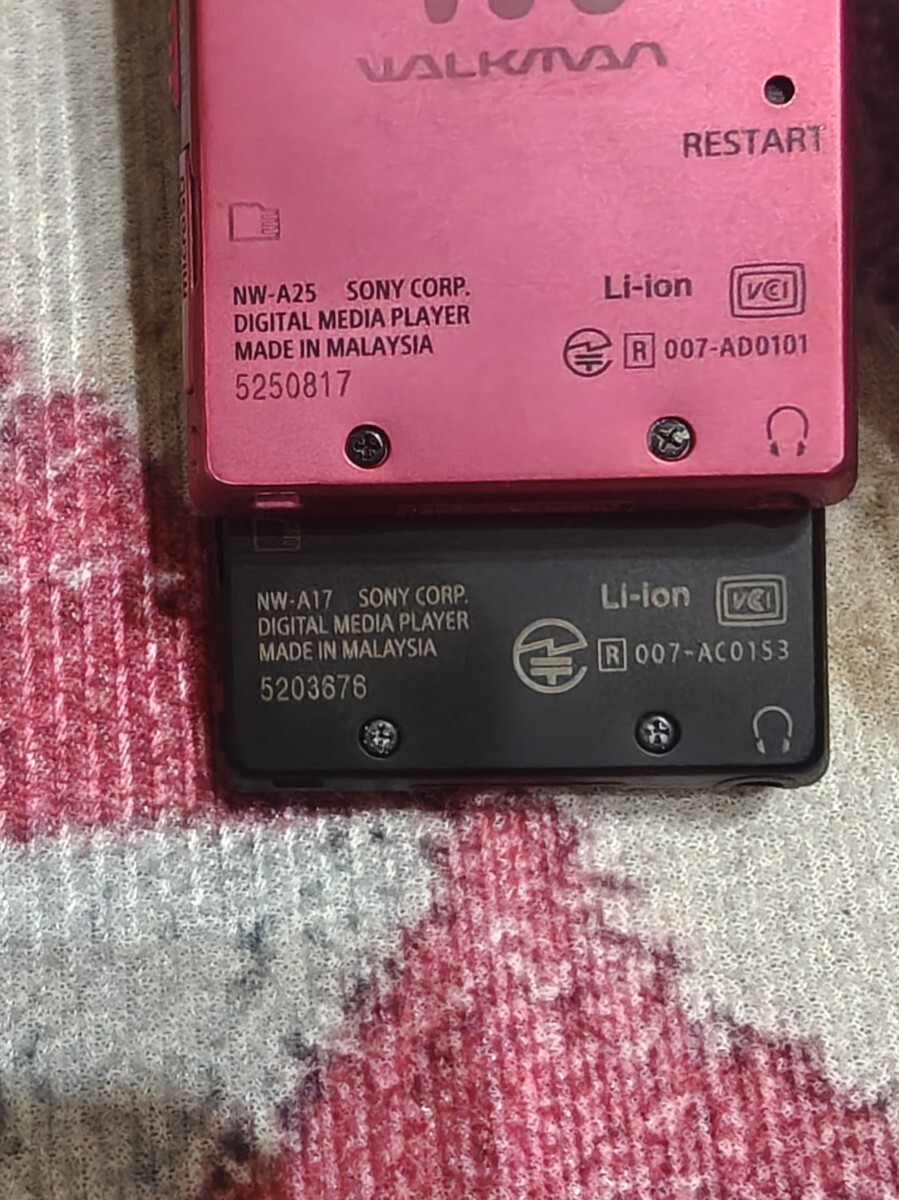 WALKMAN
RESTART
NW-A25 SONY CORP.
DIGITAL MEDIA PLAYER
MADE IN MALAYSIA
5250817
Li-ion VCI
R 007-AD0101
NW-A17 SONY CORP.
DIGITAL MEDIA PLAYER
MADE IN MALAYSIA
5203676
Li-ion VCI
R 007-AC0153